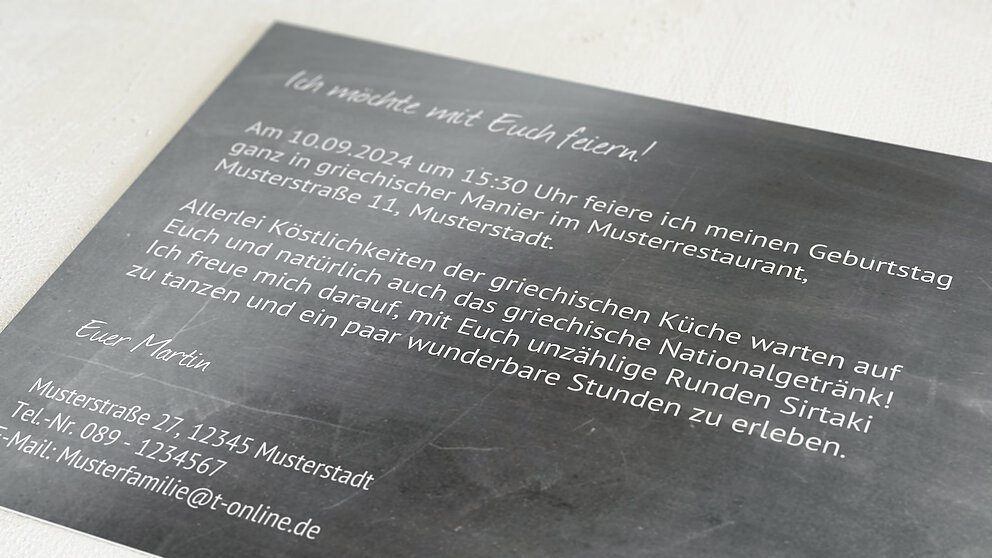 Ich möchte mit Euch feiern!
Am 10.09.2024 um 15:30 Uhr feiere ich meinen Geburtstag
ganz in griechischer Manier im Musterrestaurant,
Musterstraße 11, Musterstadt.
Allerlei Köstlichkeiten der griechischen Küche warten auf
Euch und natürlich auch das griechische Nationalgetränk!
Ich freue mich darauf, mit Euch unzählige Runden Sirtaki
zu tanzen und ein paar wunderbare Stunden zu erleben.
Euer Martin
Musterstraße 27, 12345 Musterstadt
Tel.-Nr. 089 - 1234567
E-Mail: Musterfamilie@t-online.de